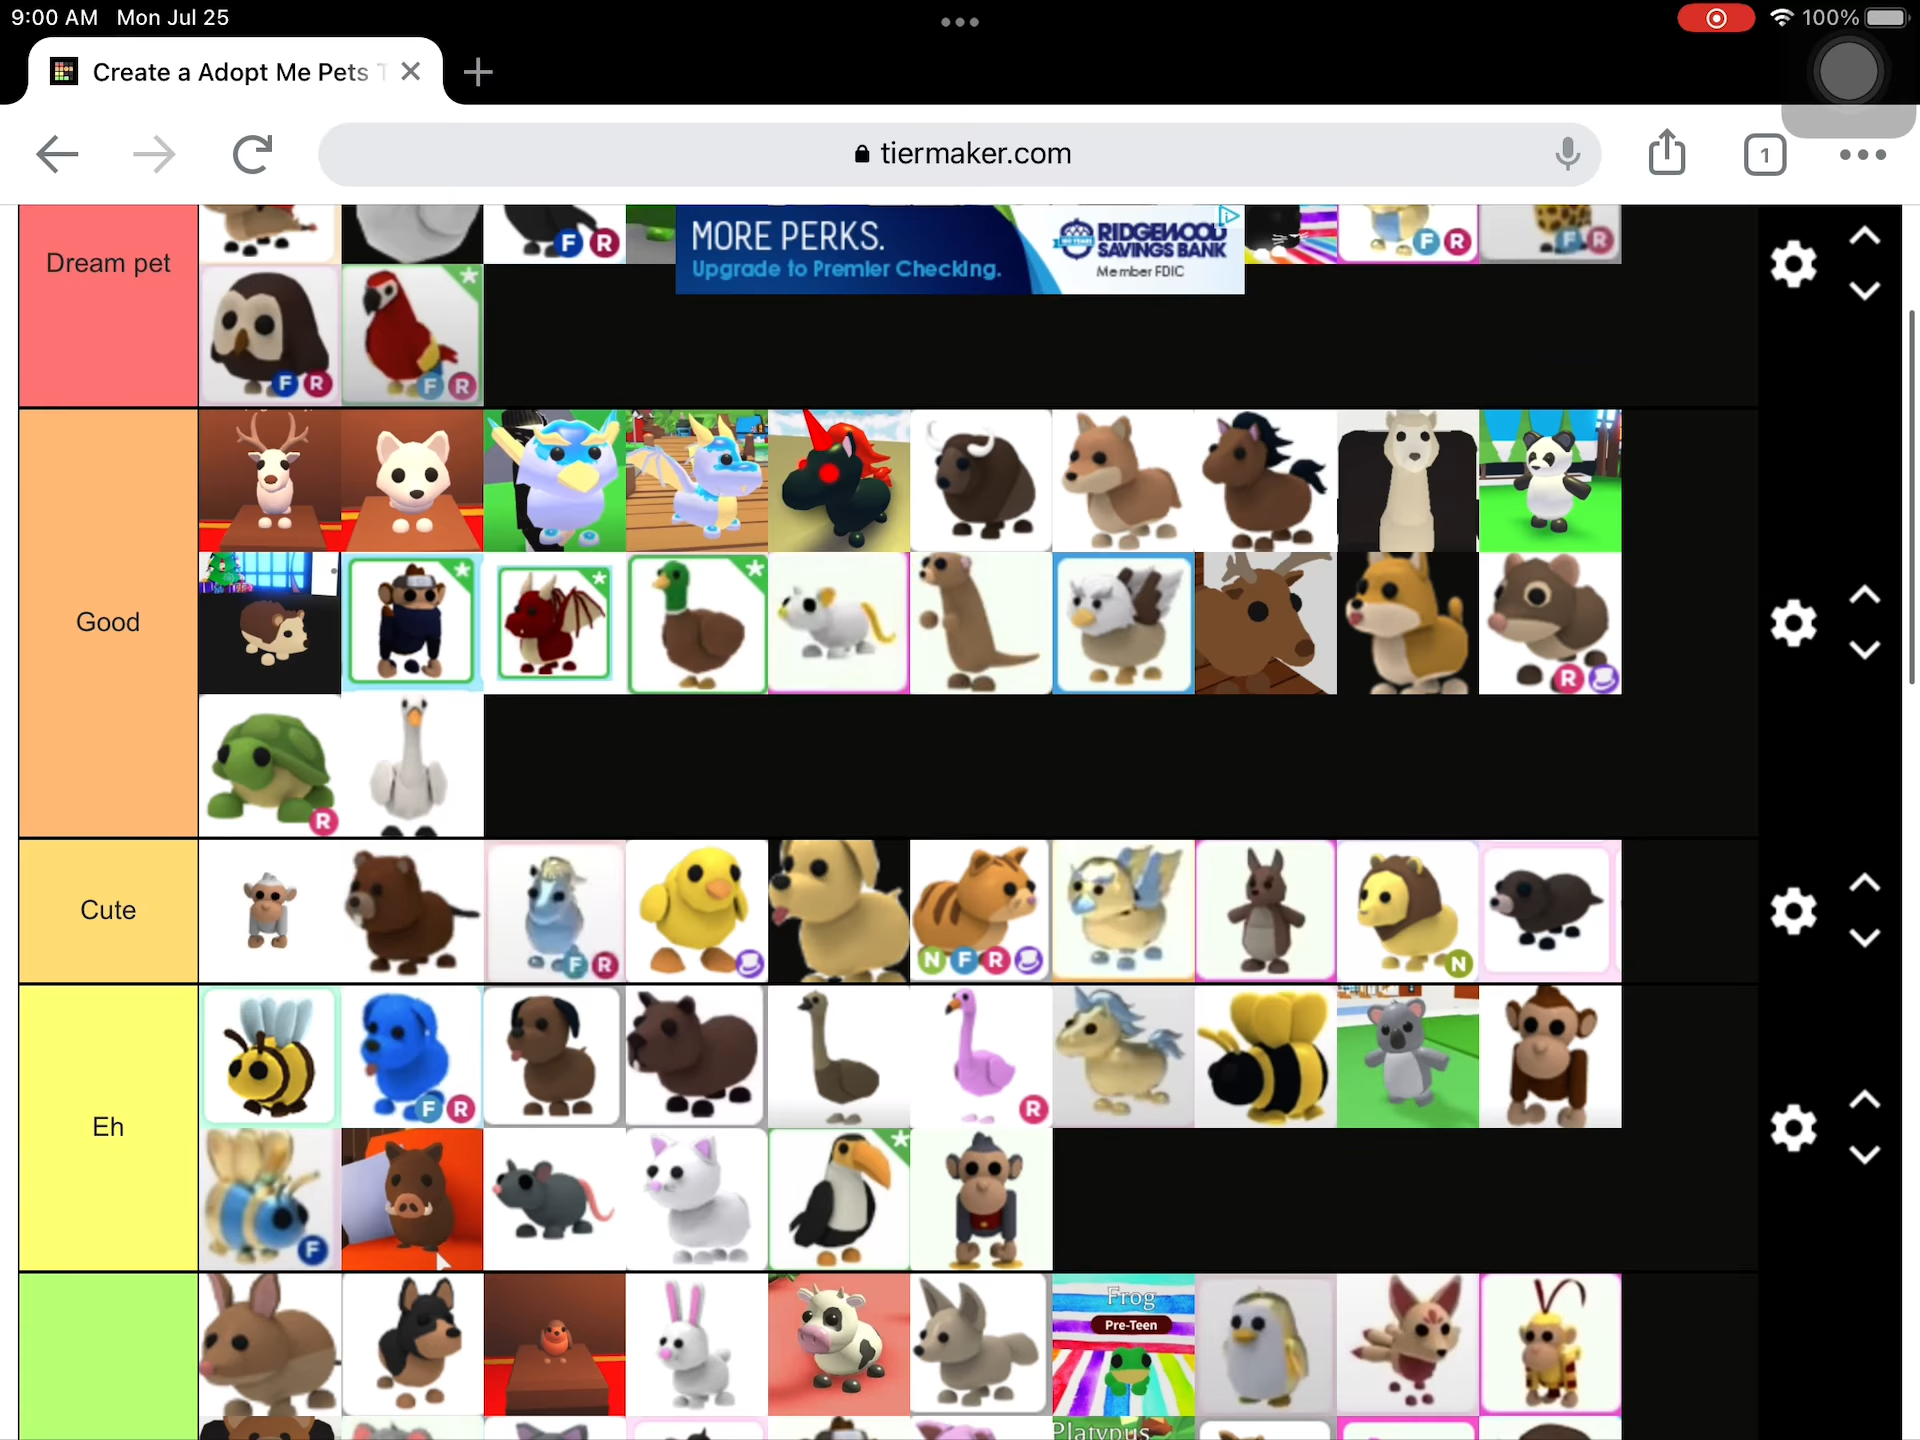 9:00 AM Mon Jul 25
100%
Create a Adopt Me Pets T
tiermaker.com
1
Dream pet
F R
MORE PERKS.
Upgrade to Premier Checking.
RIDGEWOOD
SAVINGS BANK
Member FDIC
F R
F R
F R
F R
Good
R
R
Cute
F R
N F R
N
Eh
F R
R
F
Frog
Pre-Teen
Platypus